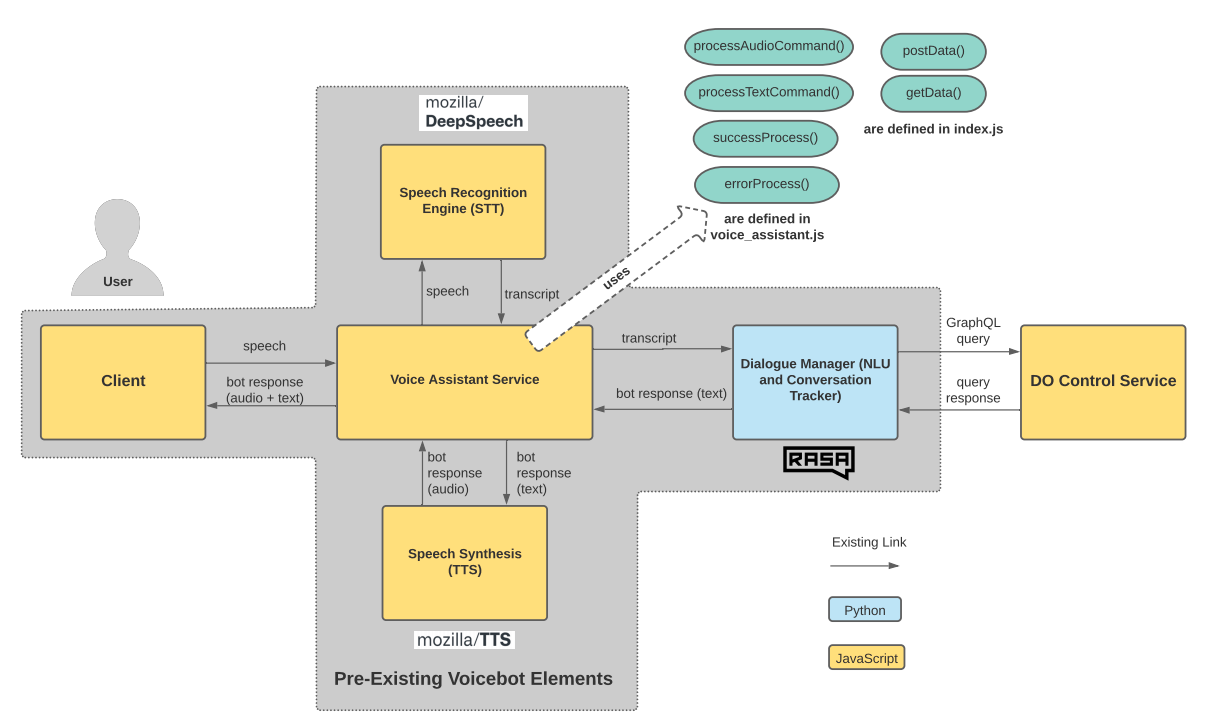 processAudioCommand()
processTextCommand()
successProcess()
errorProcess()
are defined in
voice_assistant.js
postData()
getData()
are defined in index.js
mozilla/
DeepSpeech
Speech Recognition
Engine (STT)
User
speech
transcript
uses
Client
speech
bot response
(audio + text)
Voice Assistant Service
transcript
bot response (text)
Dialogue Manager (NLU
and Conversation
Tracker)
RASA
GraphQL
query
query
response
DO Control Service
bot
response
(audio)
bot
response
(text)
Speech Synthesis
(TTS)
mozilla/TTS
Pre-Existing Voicebot Elements
Existing Link
Python
JavaScript